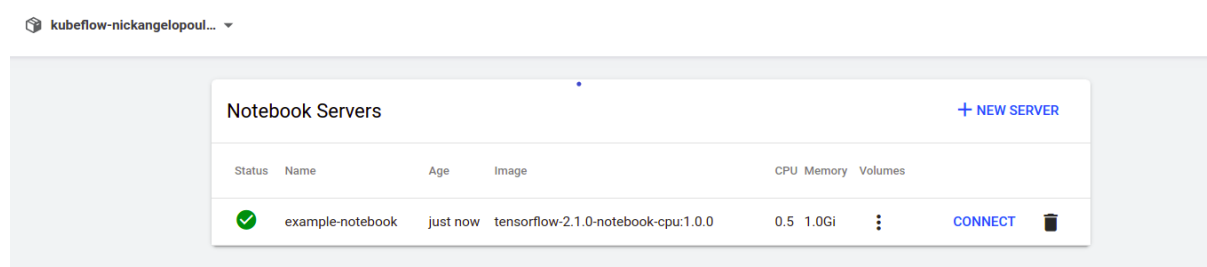 kubeflow-nickangelopoul...
Notebook Servers + NEW SERVER
Status Name Age Image CPU Memory Volumes
example-notebook just now tensorflow-2.1.0-notebook-cpu:1.0.0 0.5 1.0Gi CONNECT